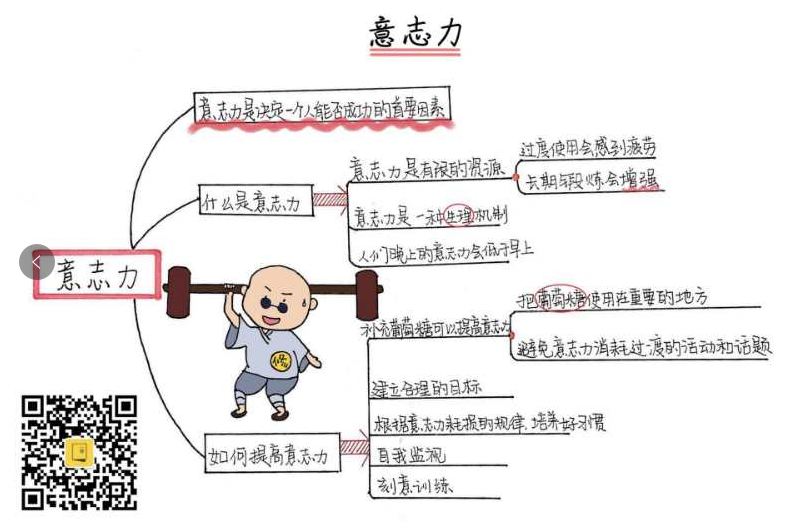 意志力
意志力是决定一个人能否成功的首要因素
什么是意志力
意志力是有限的资源
过度使用会感到疲劳
长期锻炼会增强
意志力是一种生理机制
人们晚上的意志力会低于早上
意志力
如何提高意志力
补充葡萄糖可以提高意志力
把葡萄糖使用在重要的地方
避免意志力消耗过渡的活动和话题
建立合理的目标
根据意志力耗损的规律,培养好习惯
自我监视
刻意训练